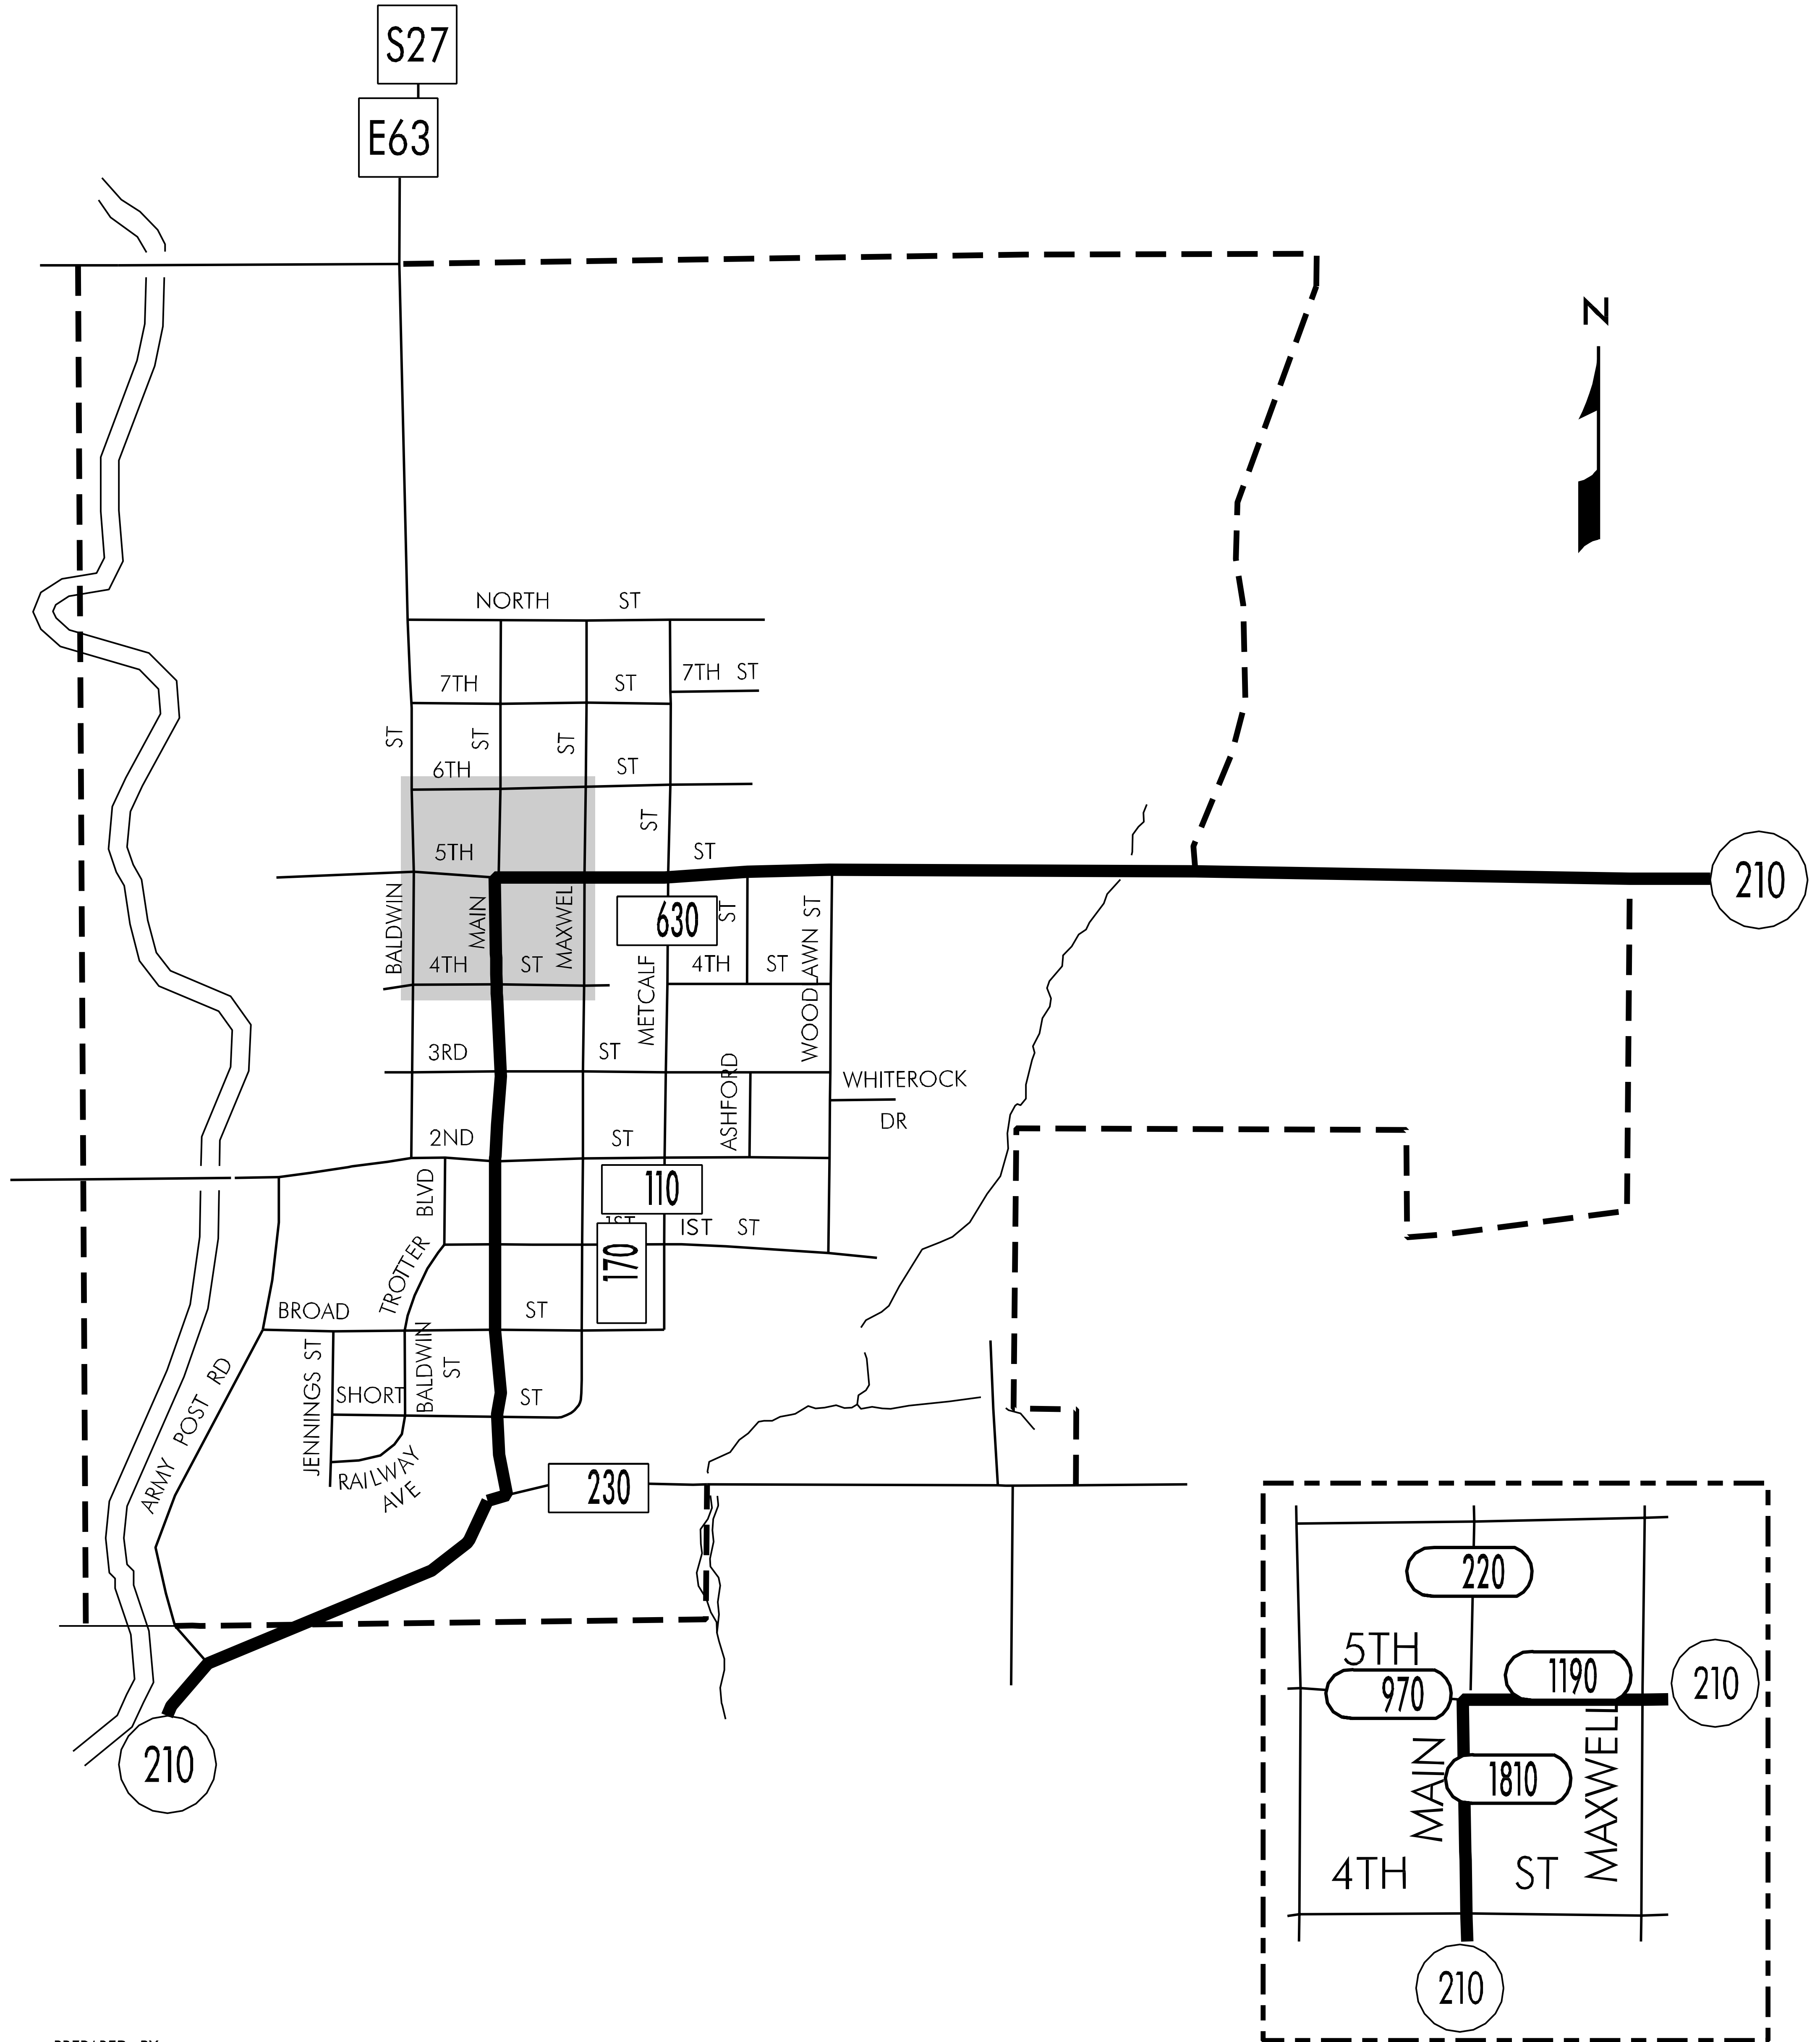 S27
E63
N
NORTH ST
7TH ST
7TH ST
ST
ST
ST
6TH ST
ST
5TH ST
210
BALDWIN
MAIN
MAXWEL
630
ST
WOODLAWN ST
4TH ST
4TH ST
METCALF
3RD ST
ASHFORD
WHITEROCK
DR
2ND ST
BLVD
110
1ST
1ST ST
170
TROTTER
BROAD ST
JENNINGS ST
BALDWIN
ST
SHORT ST
ARMY POST RD
RAILWAY
AVE
230
210
220
5TH
1190
210
970
MAIN
MAXWELL
1810
4TH ST
210